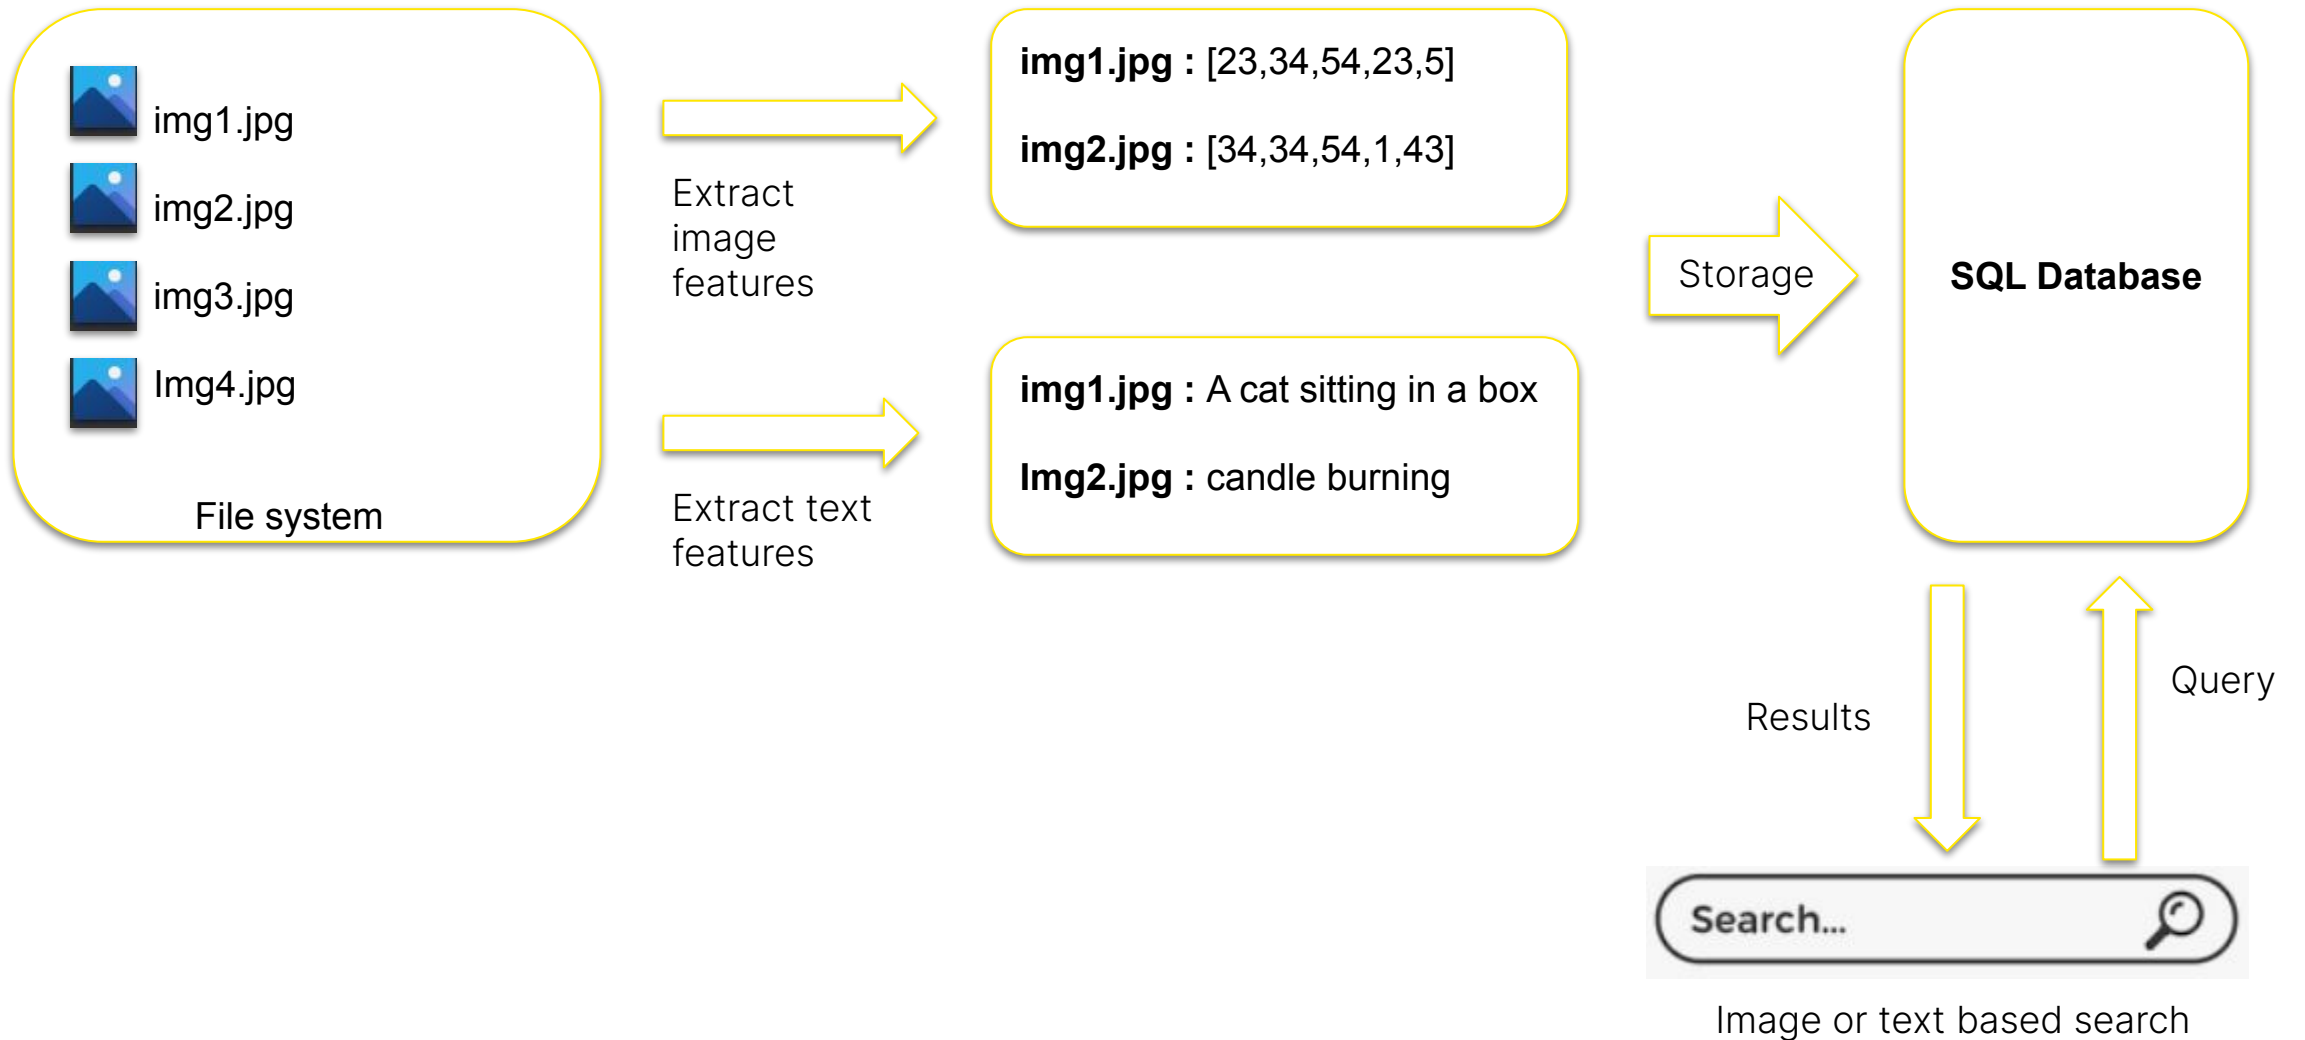 img1.jpg
img2.jpg
img3.jpg
Img4.jpg
File system
Extract
image
features
Extract text
features
img1.jpg : [23,34,54,23,5]
img2.jpg : [34,34,54,1,43]
img1.jpg : A cat sitting in a box
Img2.jpg : candle burning
Storage
SQL Database
Results
Query
Search...
Image or text based search